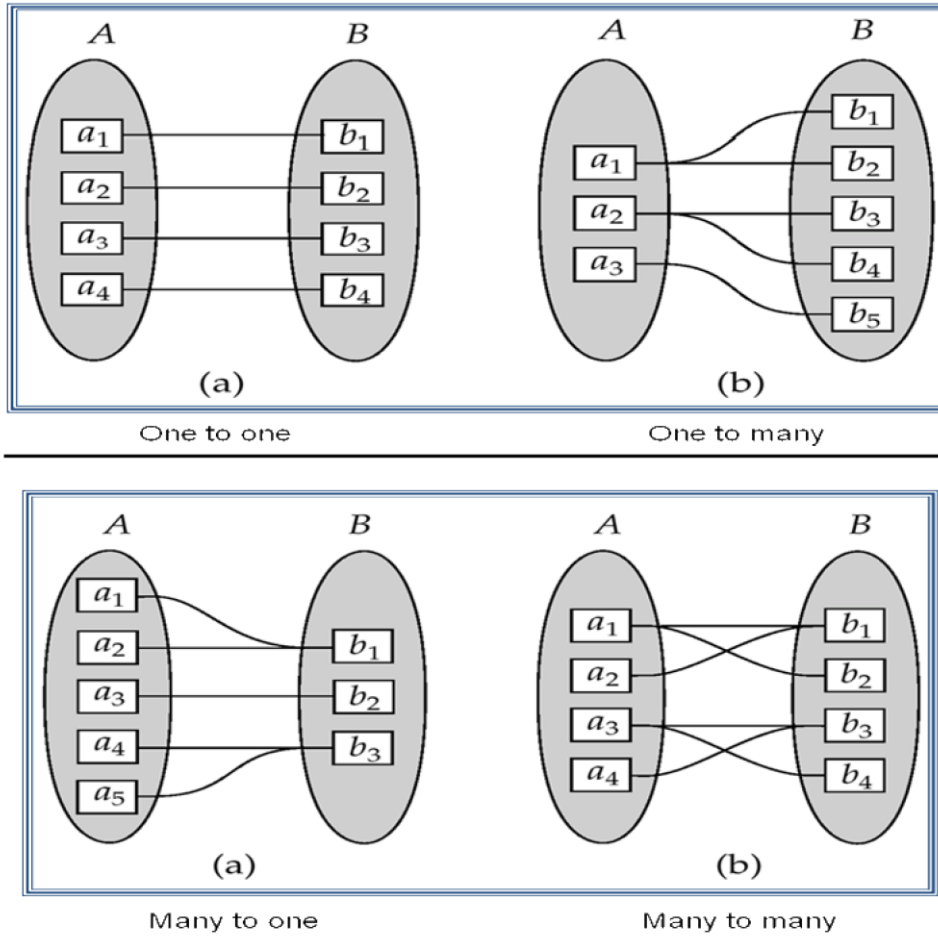 A B
a1 b1
a2 b2
a3 b3
a4 b4
(a)
A B
b1
a1 b2
a2 b3
a3 b4
b5
(b)
One to one One to many
A B
a1
a2 b1
a3 b2
a4 b3
a5
(a)
A B
a1 b1
a2 b2
a3 b3
a4 b4
(b)
Many to one Many to many